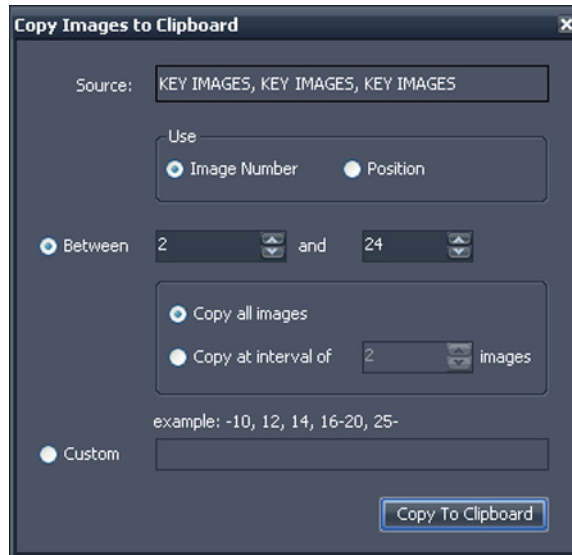 Copy Images to Clipboard
Source: KEY IMAGES, KEY IMAGES, KEY IMAGES
Use
Image Number Position
Between 2 and 24
Copy all images
Copy at interval of 2 images
example: -10, 12, 14, 16-20, 25-
Custom
Copy To Clipboard